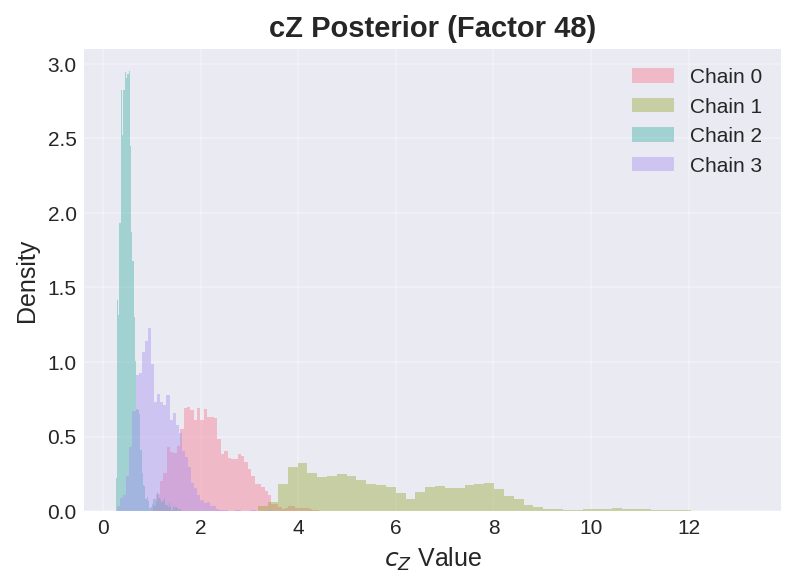 cZ Posterior (Factor 48)
Chain 0
Chain 1
Chain 2
Chain 3
3.0
2.5
2.0
1.5
1.0
0.5
0.0
Density
0 2 4 6 8 10 12
cZ Value